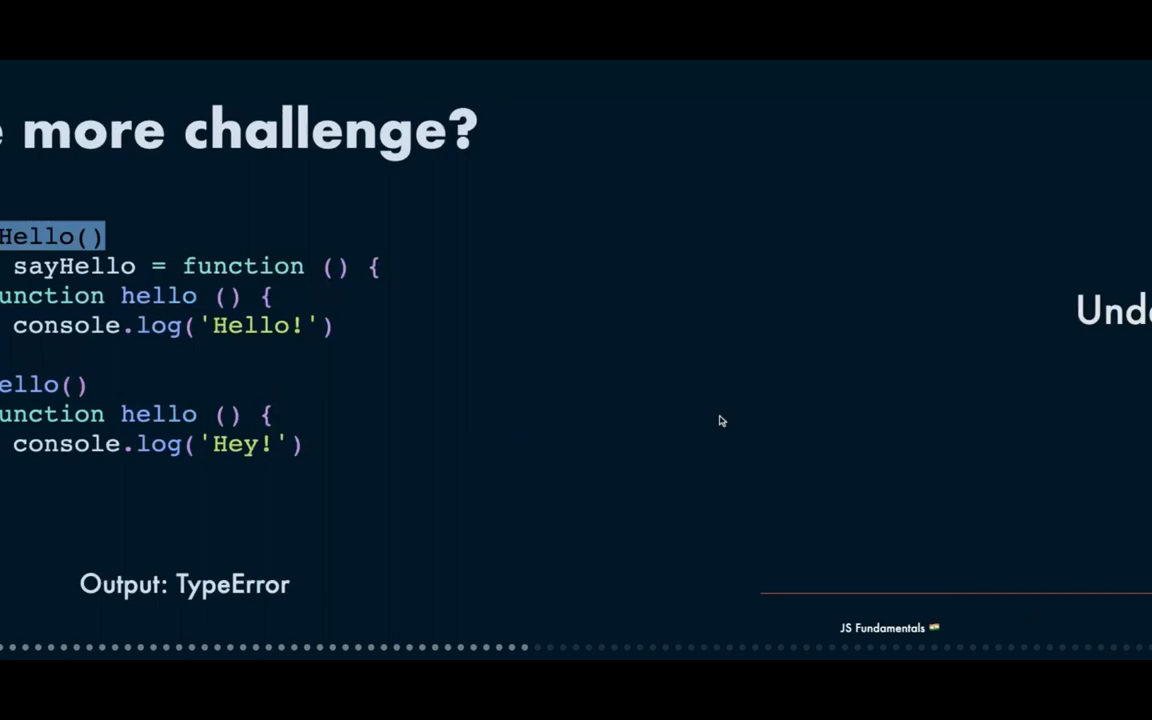 more challenge?
Hello()
sayHello = function () {
unction hello () {
console.log('Hello!')
ello()
unction hello () {
console.log('Hey!')
Output: TypeError
Und
JS Fundamentals 🇮🇳